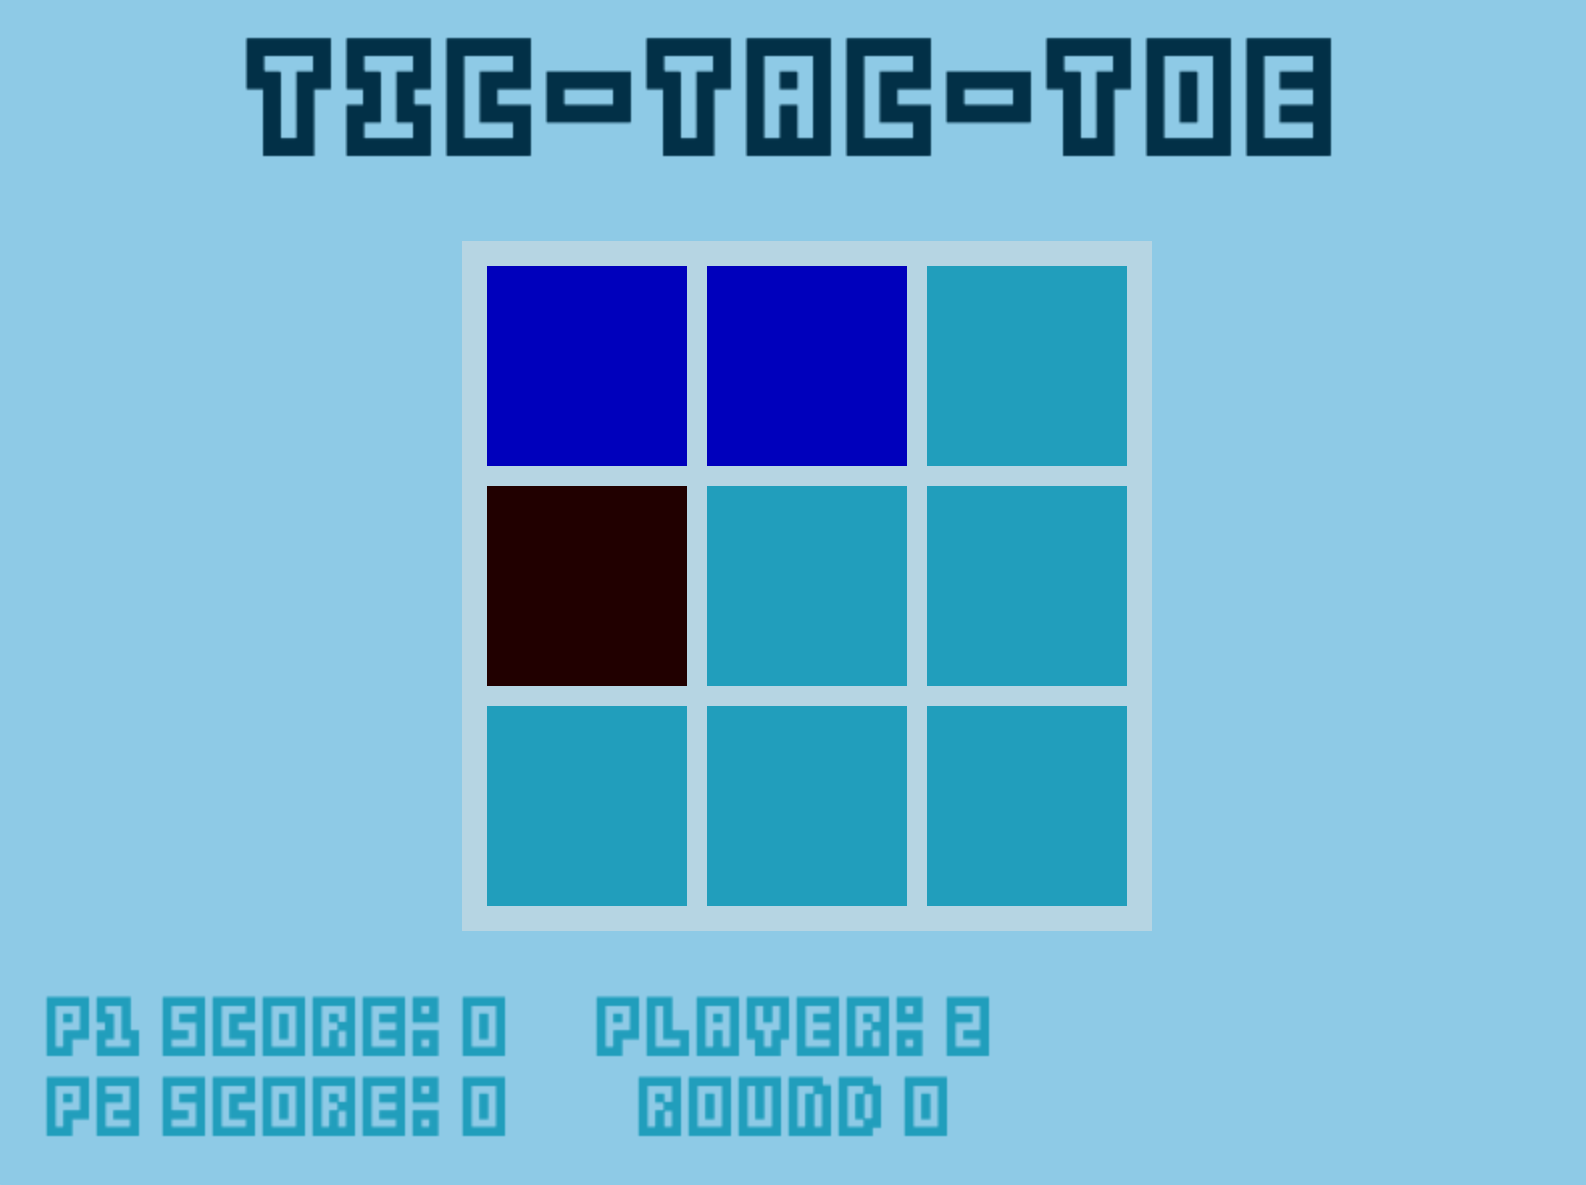 TIC-TAC-TOE
P1 SCORE: 0
P2 SCORE: 0
PLAYER: 2
ROUND 0